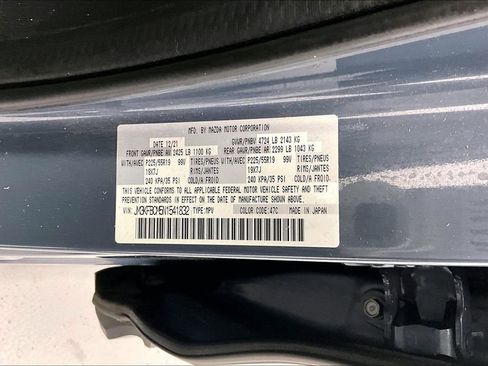 MFD. BY MAZDA MOTOR CORPORATION
DATE 12/21 GVWR/PNBV 4724 LB 2143 KG
FRONT GAWR/PNBE AV 2425 LB 1100 KG REAR GAWR/PNBE AR 2299 LB 1043 KG
WITH/AVEC P225/55R19 99V TIRES/PNEUS WITH/AVEC P225/55R19 99V TIRES/PNEUS
19X7J RIMS/JANTES 19X7J RIMS/JANTES
240 KPA/35 PSI COLD/A FROID 240 KPA/35 PSI COLD/A FROID
THIS VEHICLE CONFORMS TO ALL APPLICABLE FEDERAL MOTOR VEHICLE SAFETY AND THEFT
PREVENTION STANDARDS IN EFFECT ON THE DATE OF MANUFACTURE SHOWN ABOVE.
VIN: TYPE:MPV COLOR CODE:47C MADE IN JAPAN